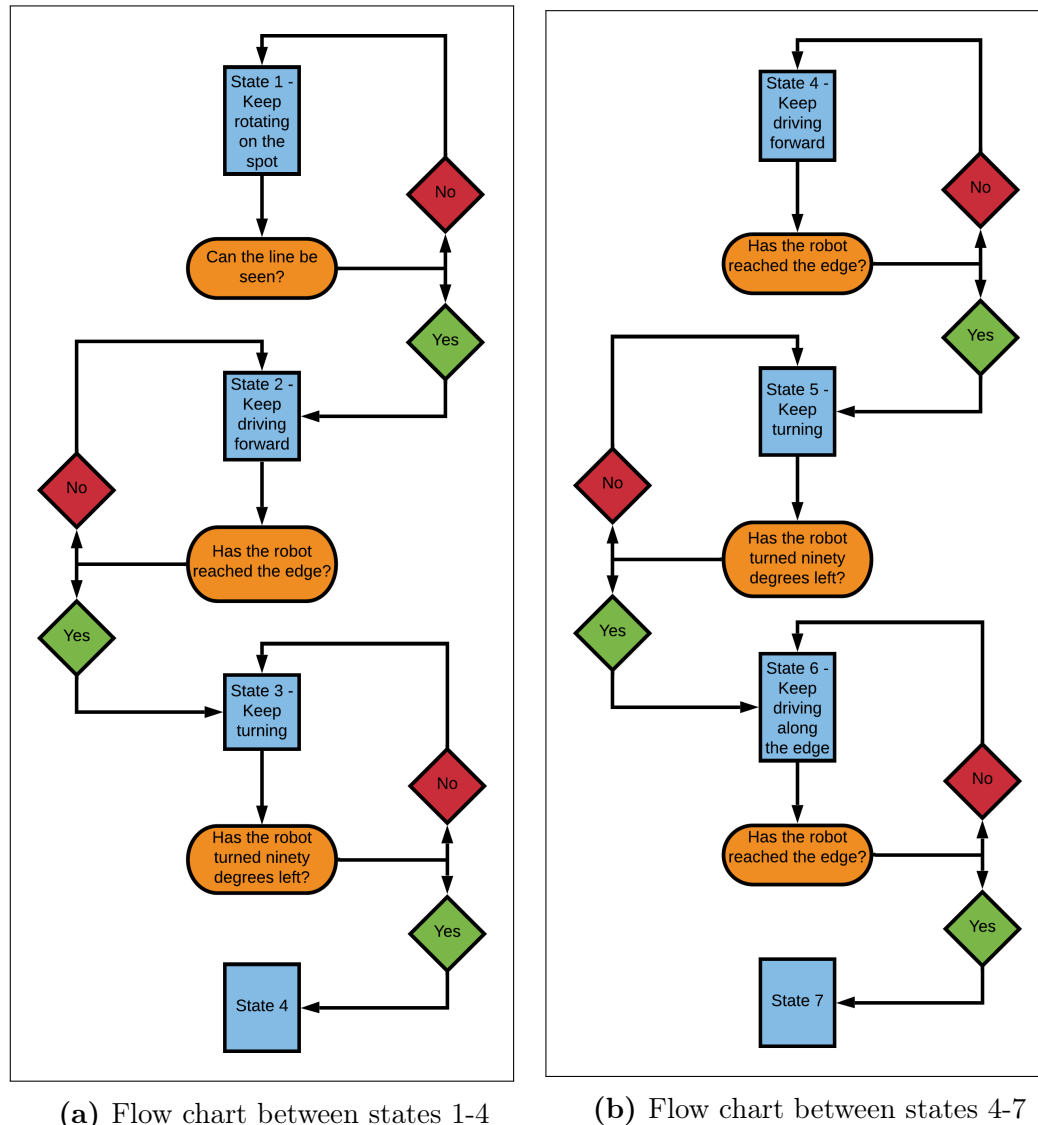 State 1 -
Keep
rotating
on the
spot
No
Can the line be
seen?
Yes
State 2 -
Keep
driving
forward
No
Has the robot
reached the edge?
Yes
State 3 -
Keep
turning
No
Has the robot
turned ninety
degrees left?
Yes
State 4
(a) Flow chart between states 1-4
State 4 -
Keep
driving
forward
No
Has the robot
reached the edge?
Yes
State 5 -
Keep
turning
No
Has the robot
turned ninety
degrees left?
Yes
State 6 -
Keep
driving
along
the edge
No
Has the robot
reached the edge?
Yes
State 7
(b) Flow chart between states 4-7